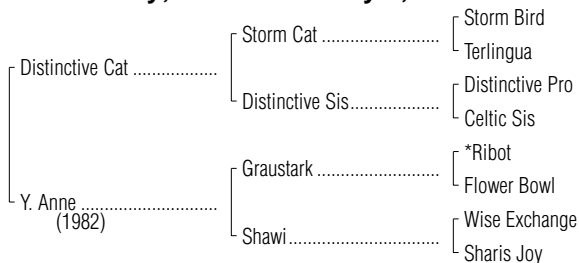 Storm Bird
Storm Cat ........................
Terlingua
Distinctive Cat .................
Distinctive Pro
Distinctive Sis..................
Celtic Sis
*Ribot
Graustark ........................
Flower Bowl
Y. Anne ...........................
(1982)
Wise Exchange
Shawi..............................
Sharis Joy